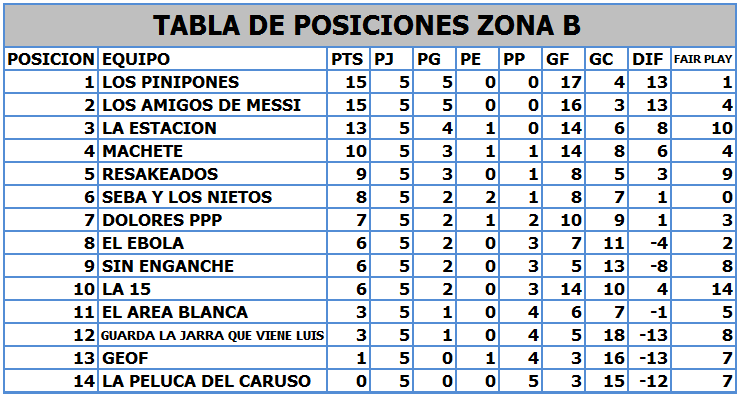 TABLA DE POSICIONES ZONA B
POSICION EQUIPO PTS PJ PG PE PP GF GC DIF FAIR PLAY
1 LOS PINIPONES 15 5 5 0 0 17 4 13 1
2 LOS AMIGOS DE MESSI 15 5 5 0 0 16 3 13 4
3 LA ESTACION 13 5 4 1 0 14 6 8 10
4 MACHETE 10 5 3 1 1 14 8 6 4
5 RESAKEADOS 9 5 3 0 1 8 5 3 9
6 SEBA Y LOS NIETOS 8 5 2 2 1 8 7 1 0
7 DOLORES PPP 7 5 2 1 2 10 9 1 3
8 EL EBOLA 6 5 2 0 3 7 11 -4 2
9 SIN ENGANCHE 6 5 2 0 3 5 13 -8 8
10 LA 15 6 5 2 0 3 14 10 4 14
11 EL AREA BLANCA 3 5 1 0 4 6 7 -1 5
12 GUARDA LA JARRA QUE VIENE LUIS 3 5 1 0 4 5 18 -13 8
13 GEOF 1 5 0 1 4 3 16 -13 7
14 LA PELUCA DEL CARUSO 0 5 0 0 5 3 15 -12 7